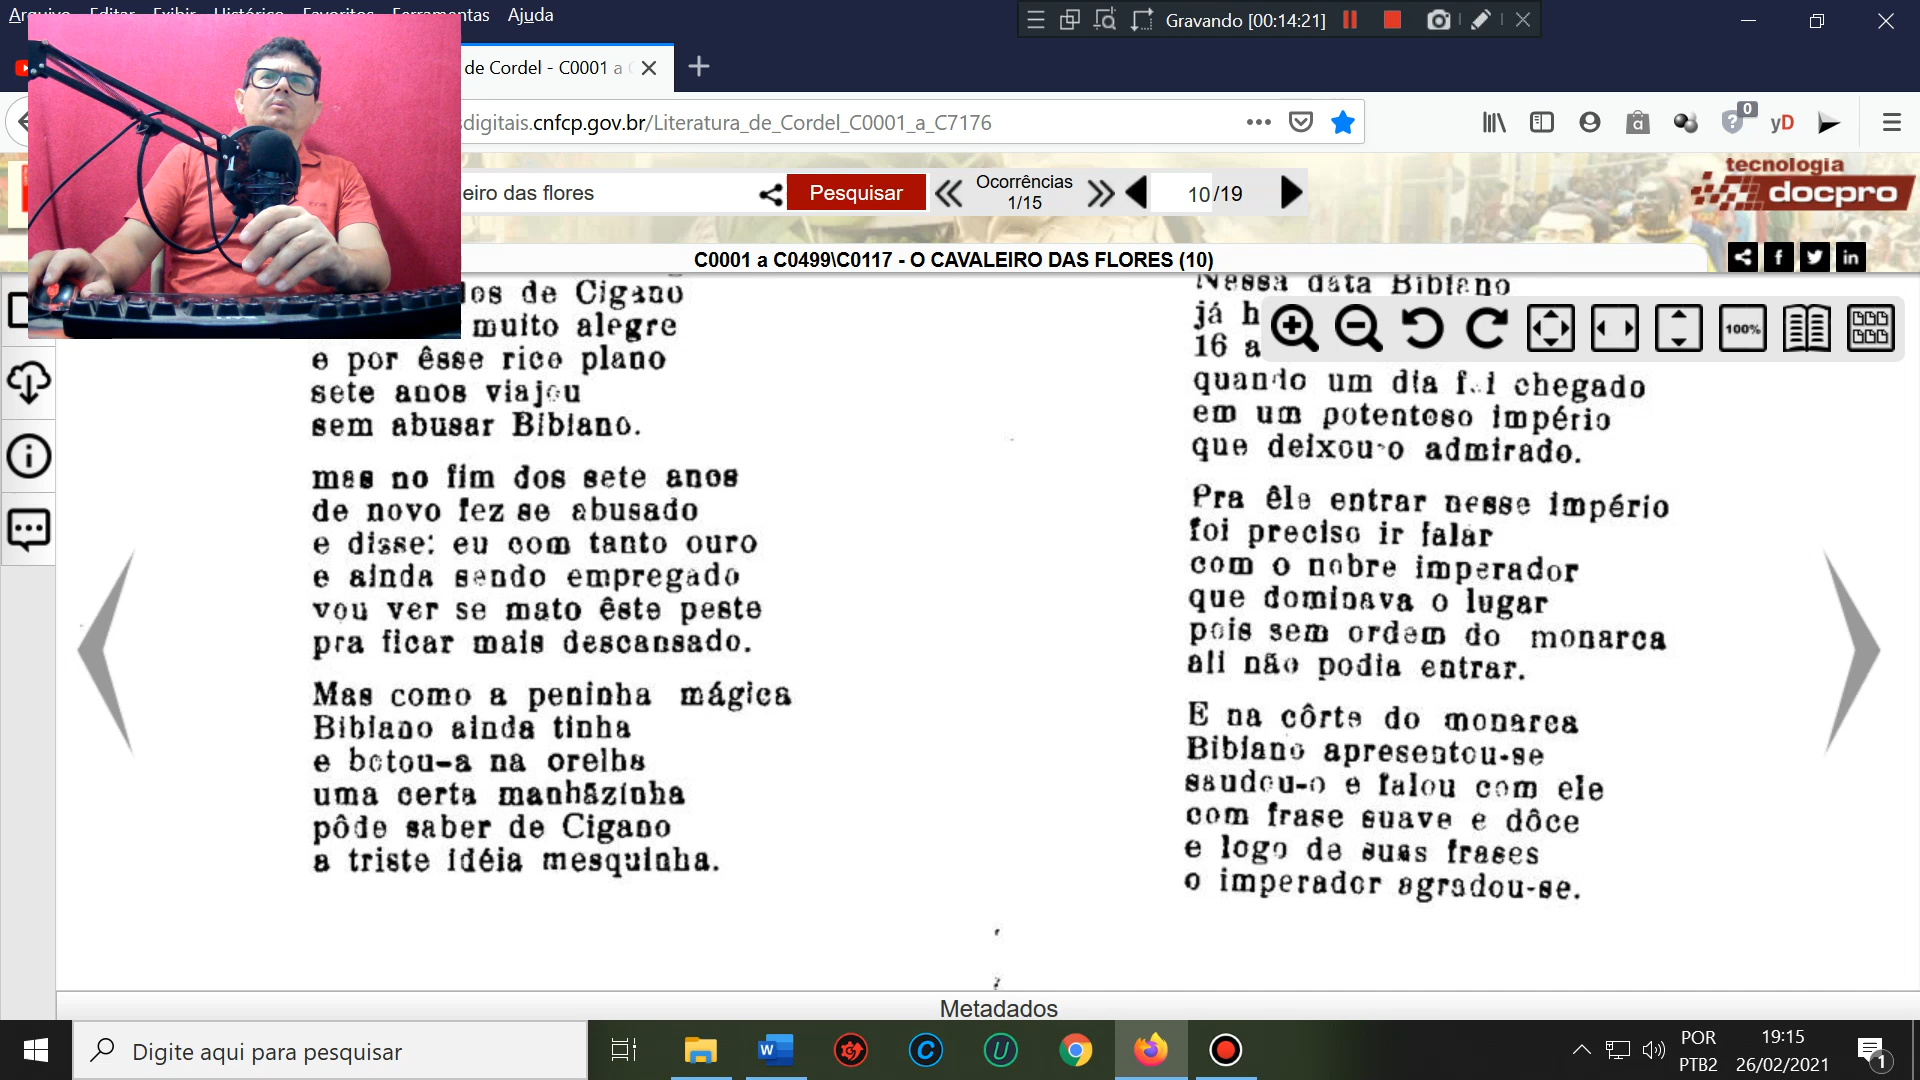 Ajuda
Gravando [00:14:21]
de Cordel - C0001 a
digitais.cnfcp.gov.br/Literatura_de_Cordel_C0001_a_C7176
0
yD
eiro das flores
Pesquisar
Ocorrências
1/15
10/19
tecnologia
docpro
C0001 a C0499\C0117 - O CAVALEIRO DAS FLORES (10)
de Cigano
muito alegre
e por êsse rico plano
sete anos viajou
sem abusar Bibiano.
mas no fim dos sete anos
de novo fez se abusado
e disse: eu com tanto ouro
e ainda sendo empregado
vou ver se mato êste peste
pra ficar mais descansado.
Mas como a peninha mágica
Bibiano ainda tinha
e botou-a na orelha
uma certa manhãzinha
pôde saber de Cigano
a triste idéia mesquinha.
Nessa data Bibiano
já h
16 a
100%
quando um dia foi chegado
em um potentoso império
que deixou-o admirado.
Pra êle entrar nesse império
foi preciso ir falar
com o nobre imperador
que dominava o lugar
pois sem ordem do monarca
ali não podia entrar.
E na côrte do monarca
Bibiano apresentou-se
saudou-o e falou com ele
com frase suave e dôce
e logo de suas frases
o imperador agradou-se.
Metadados
Digite aqui para pesquisar
POR
PTB2
19:15
26/02/2021
1